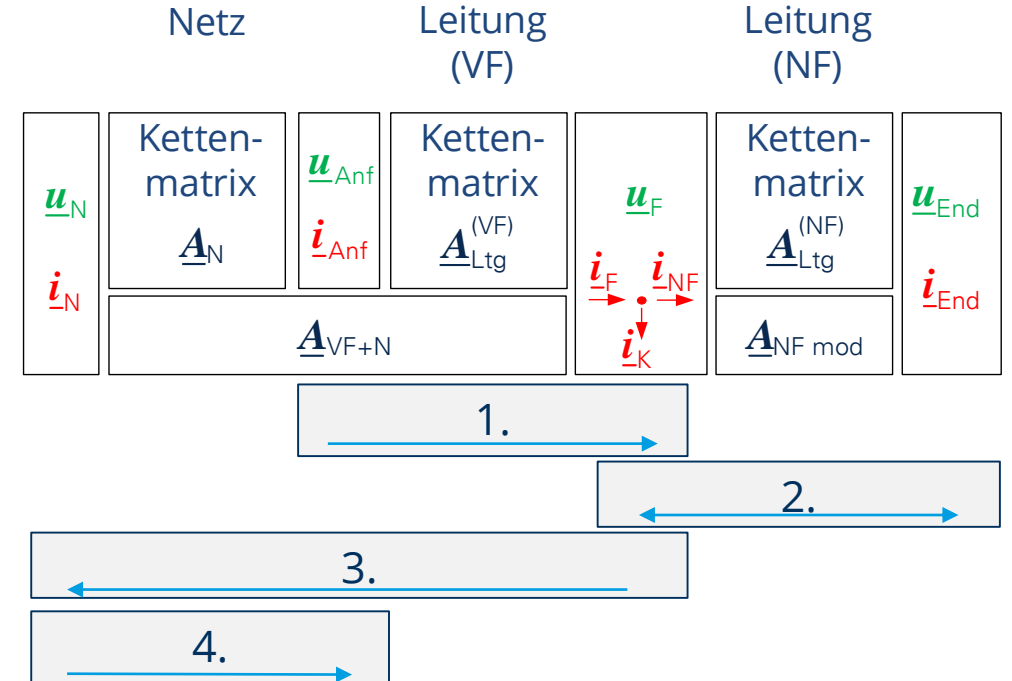 Netz
Leitung
(VF)
Leitung
(NF)
u_N
i_N
Ketten-
matrix
A_N
u_Anf
i_Anf
Ketten-
matrix
A_Ltg^(VF)
A_VF+N
u_F
i_F
i_NF
i_K
Ketten-
matrix
A_Ltg^(NF)
A_NF mod
u_End
i_End
1.
2.
3.
4.